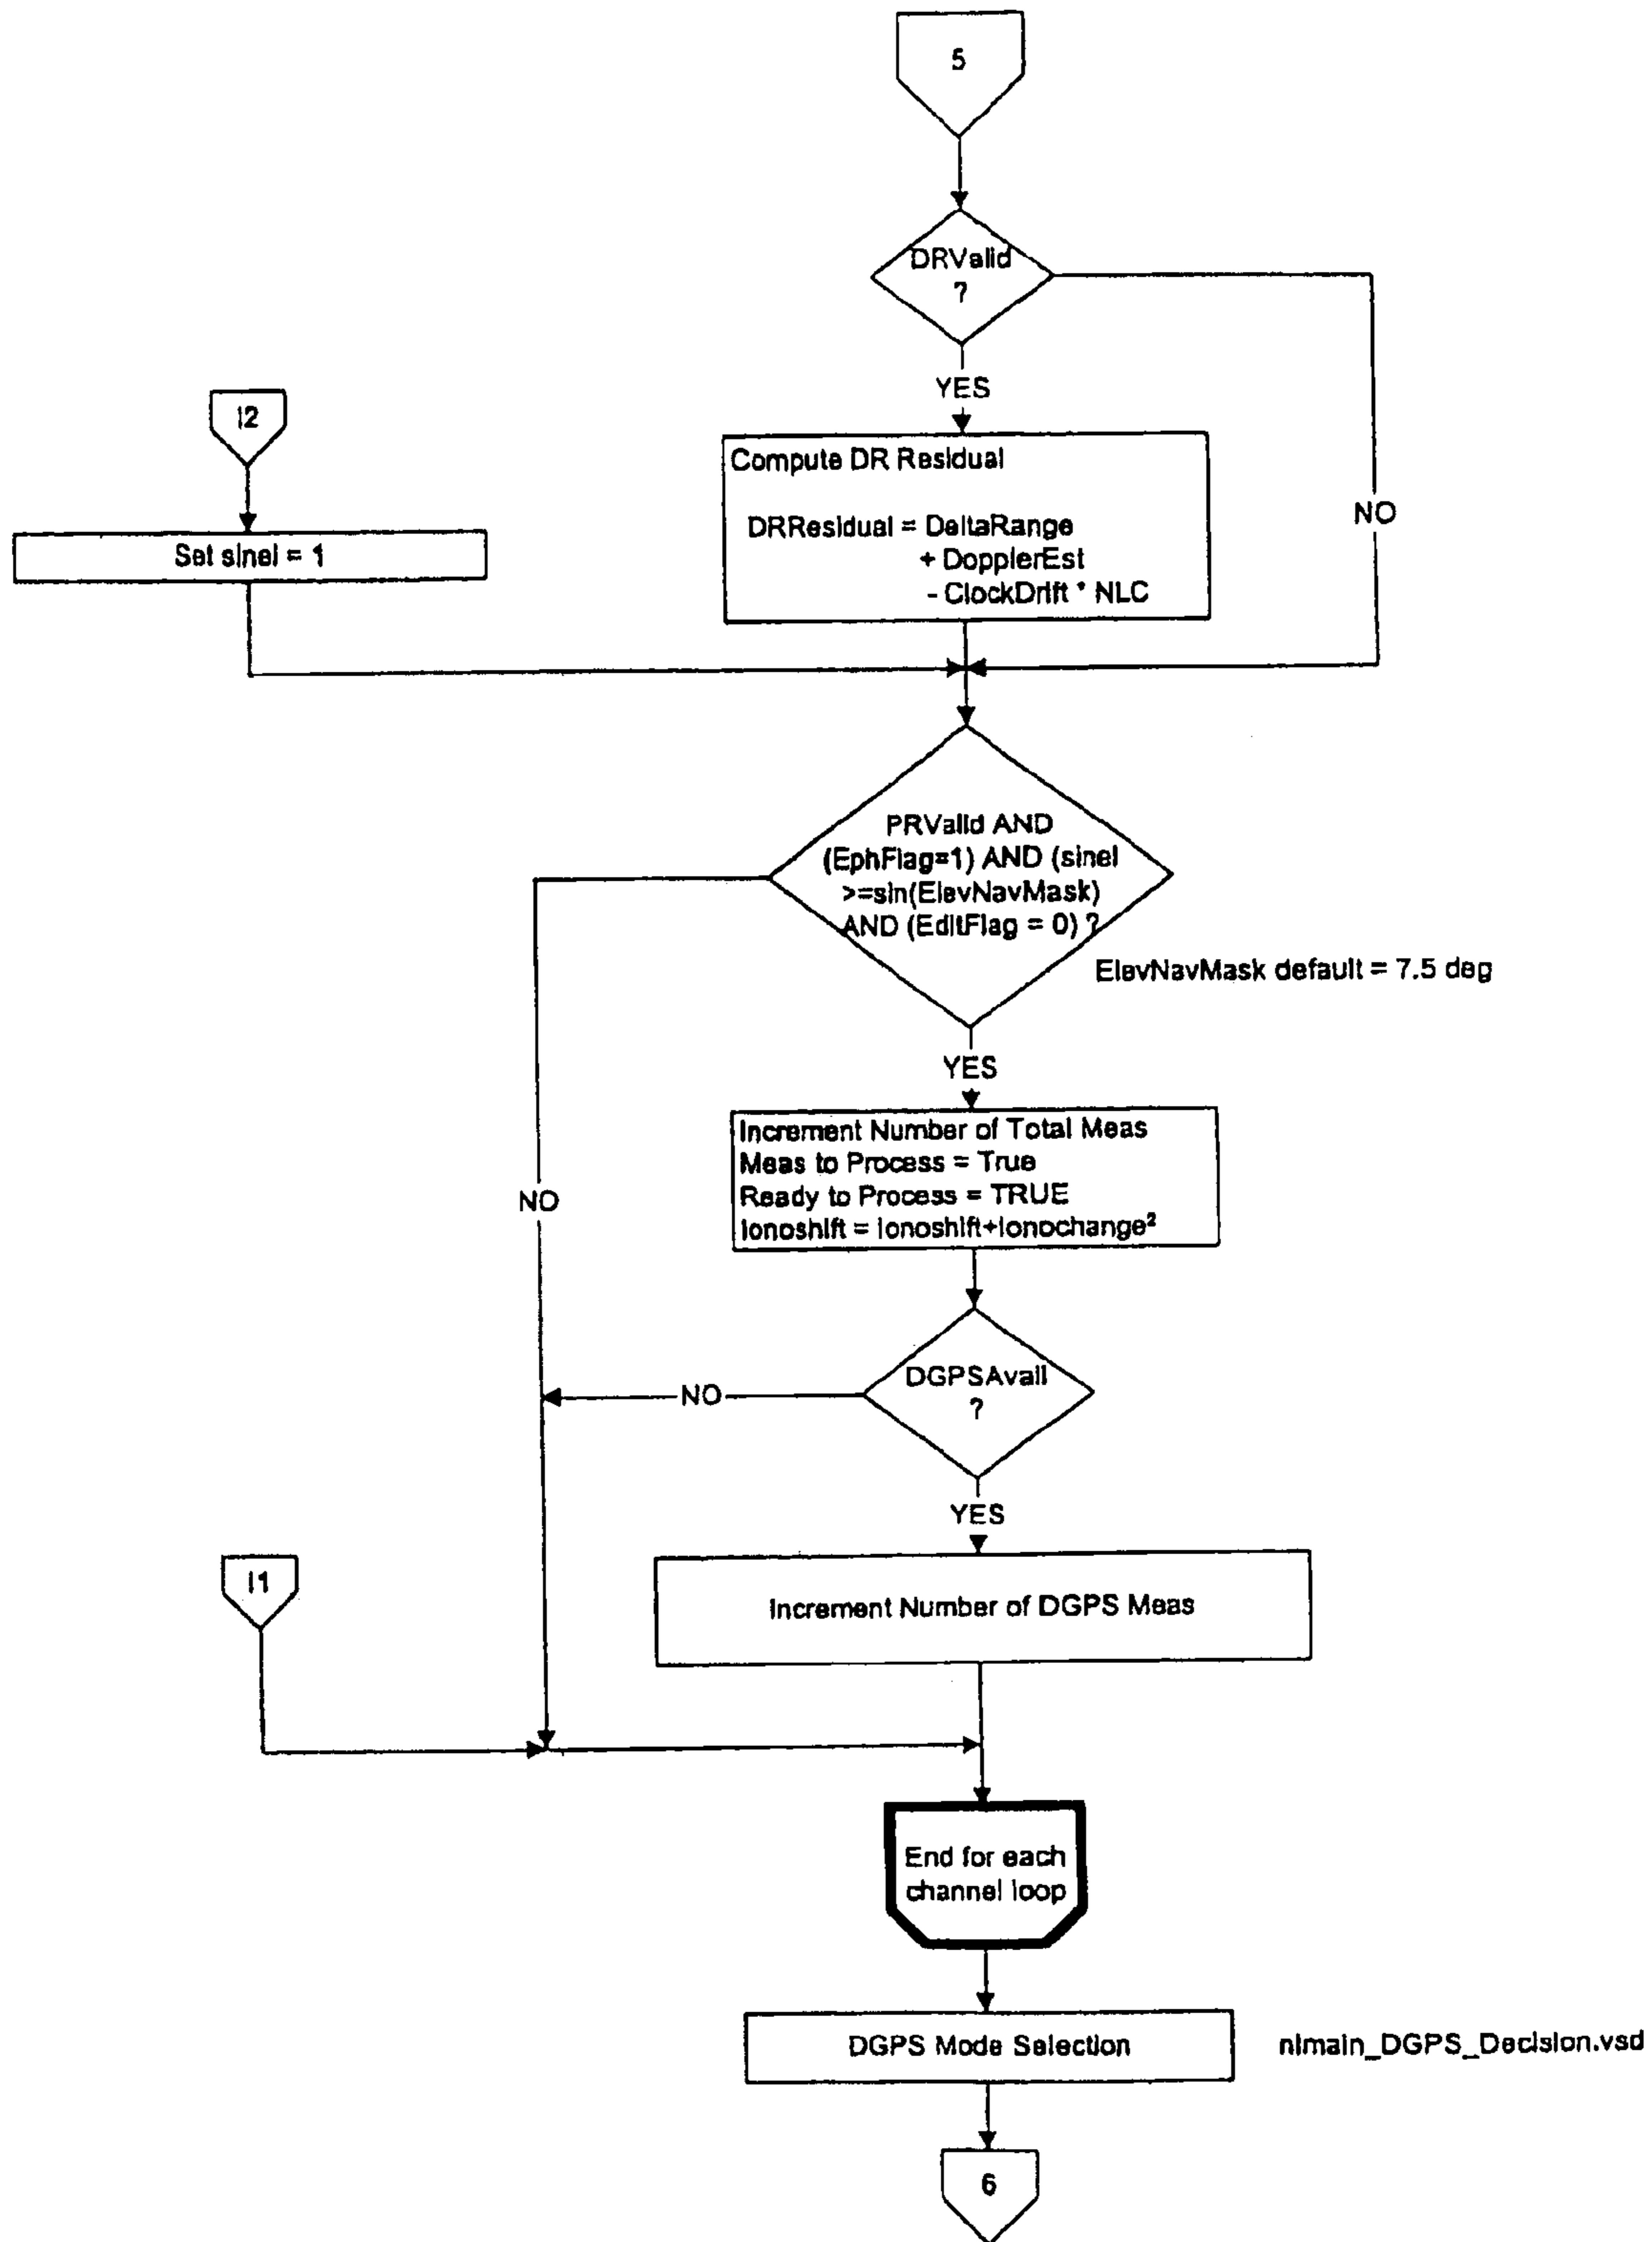 5
DRValid
?
YES
I2
Compute DR Residual
DRResidual = DeltaRange
+ DopplerEst
- ClockDrift * NLC
NO
Set sinel = 1
PRValid AND
(EphFlag=1) AND (sinel
>=sin(ElevNavMask)
AND (EditFlag = 0) ?
ElevNavMask default = 7.5 deg
YES
Increment Number of Total Meas
Meas to Process = True
Ready to Process = TRUE
Ionoshift = Ionoshift+Ionochange²
NO
DGPSAvail
?
NO
YES
I1
Increment Number of DGPS Meas
End for each
channel loop
DGPS Mode Selection
nlmain_DGPS_Decision.vsd
6